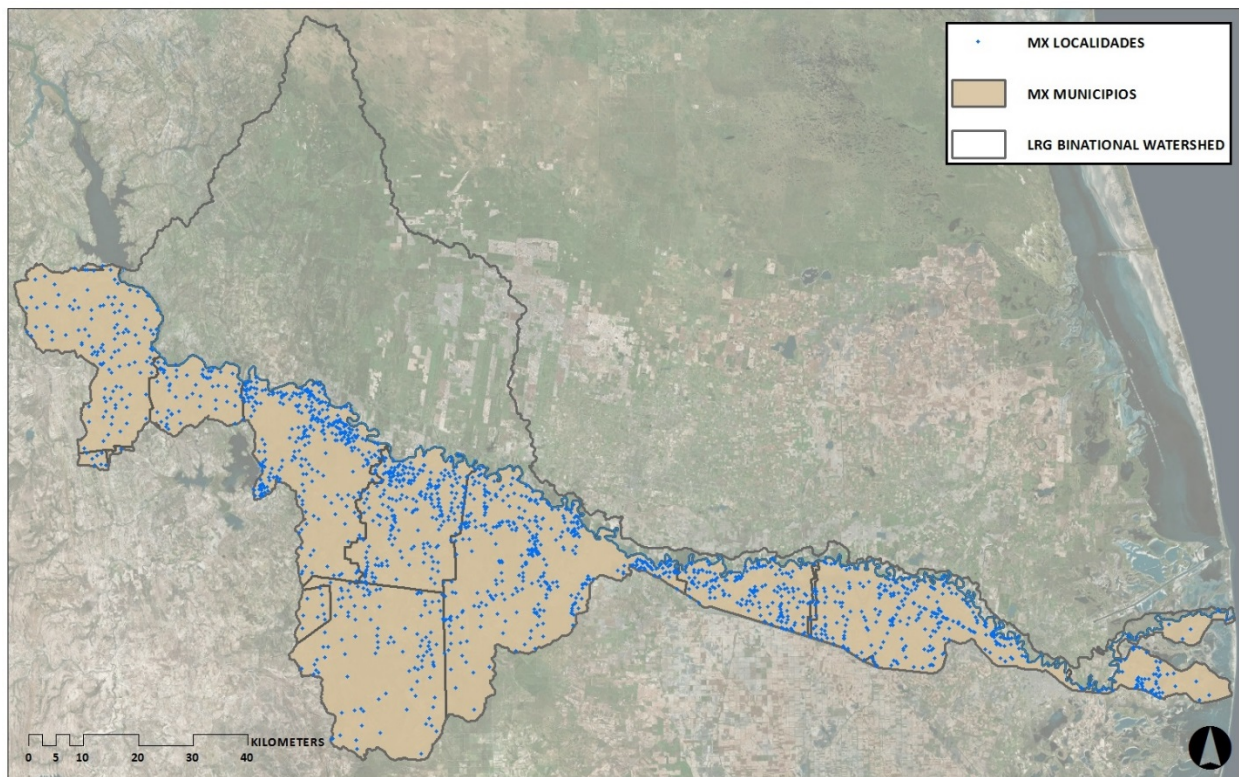 MX LOCALIDADES
MX MUNICIPIOS
LRG BINATIONAL WATERSHED
KILOMETERS
0 5 10 20 30 40